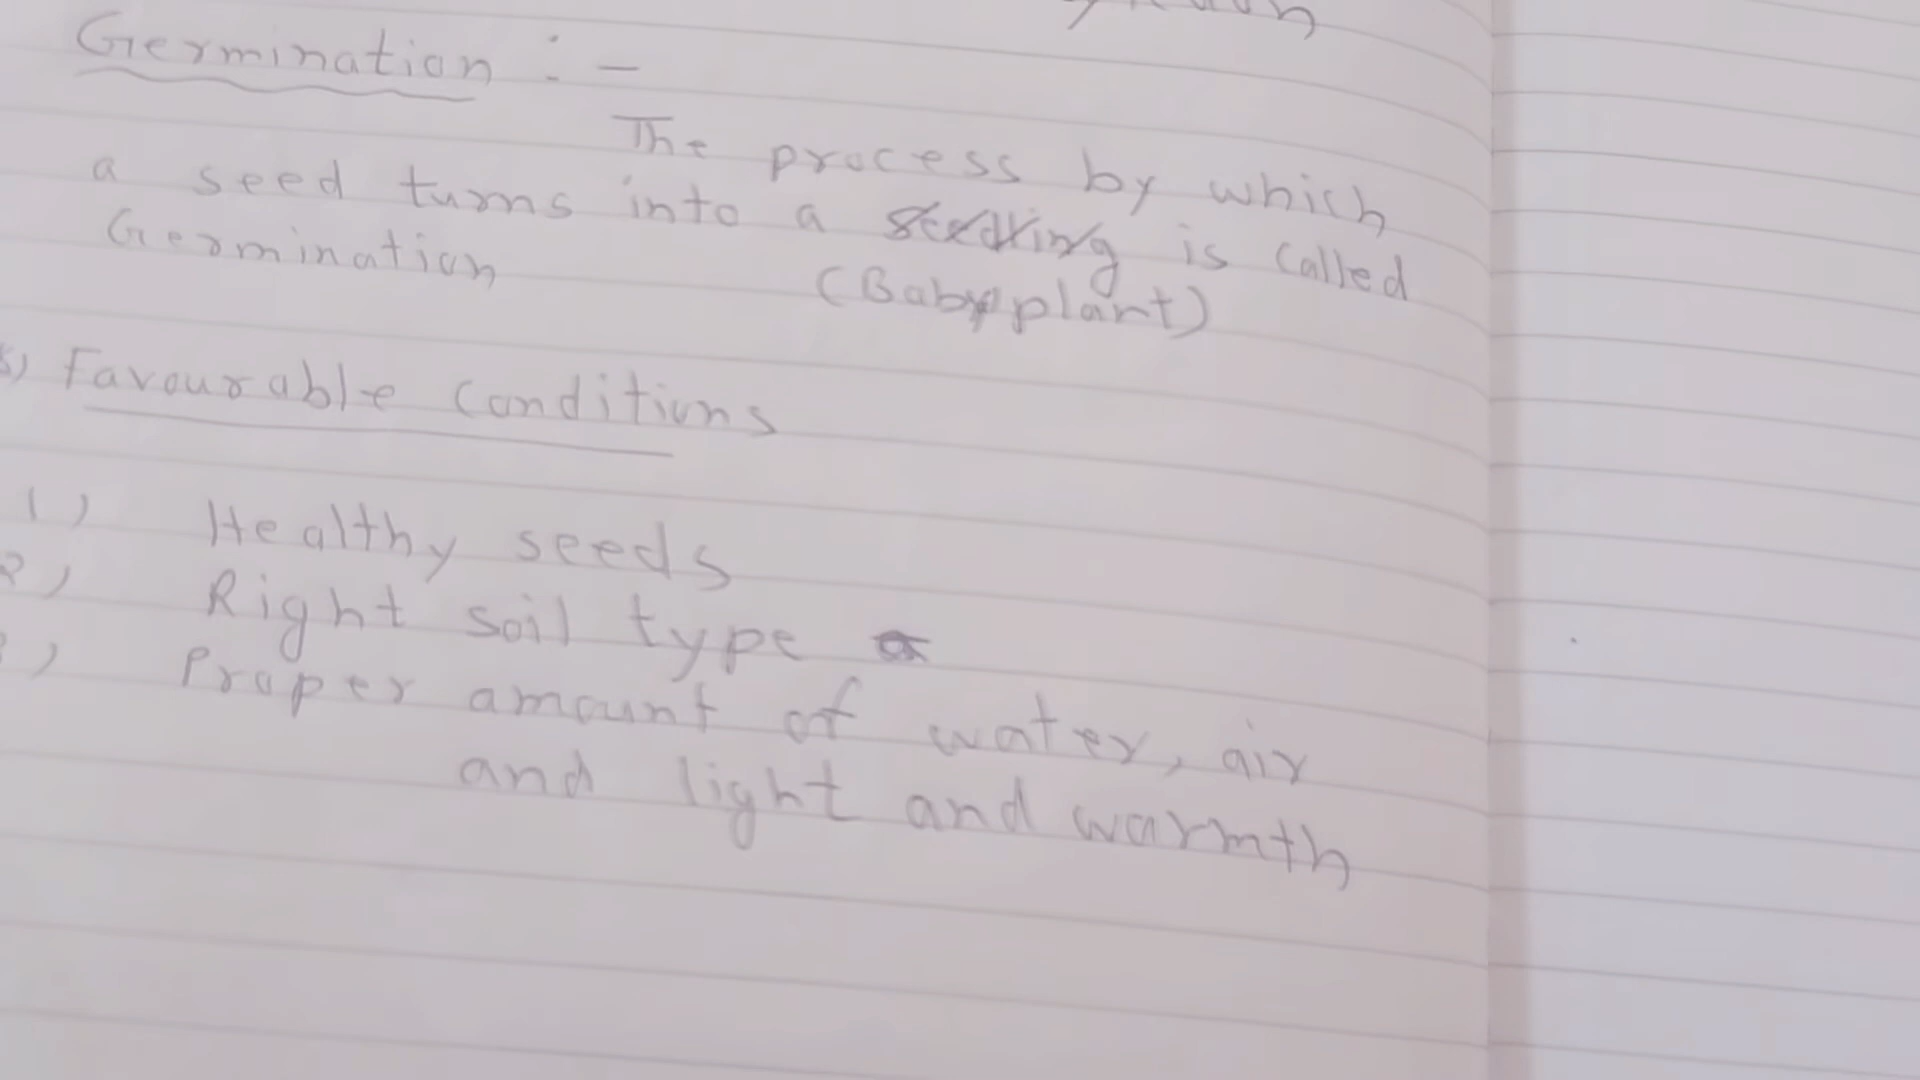 Germination : -
The process by which
a seed turns into a seedling is called
Germination (Baby plant)
5) Favourable Conditions
1) Healthy seeds
2) Right soil type
3) Proper amount of water, air
and light and warmth